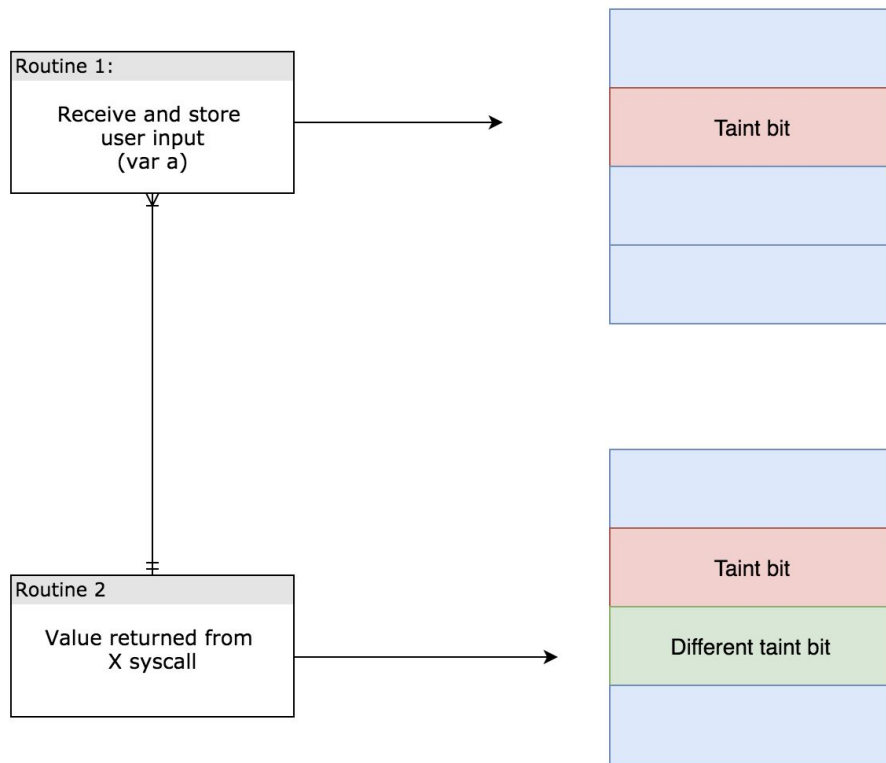 Routine 1:
Receive and store
user input
(var a)
Taint bit
Routine 2
Value returned from
X syscall
Taint bit
Different taint bit